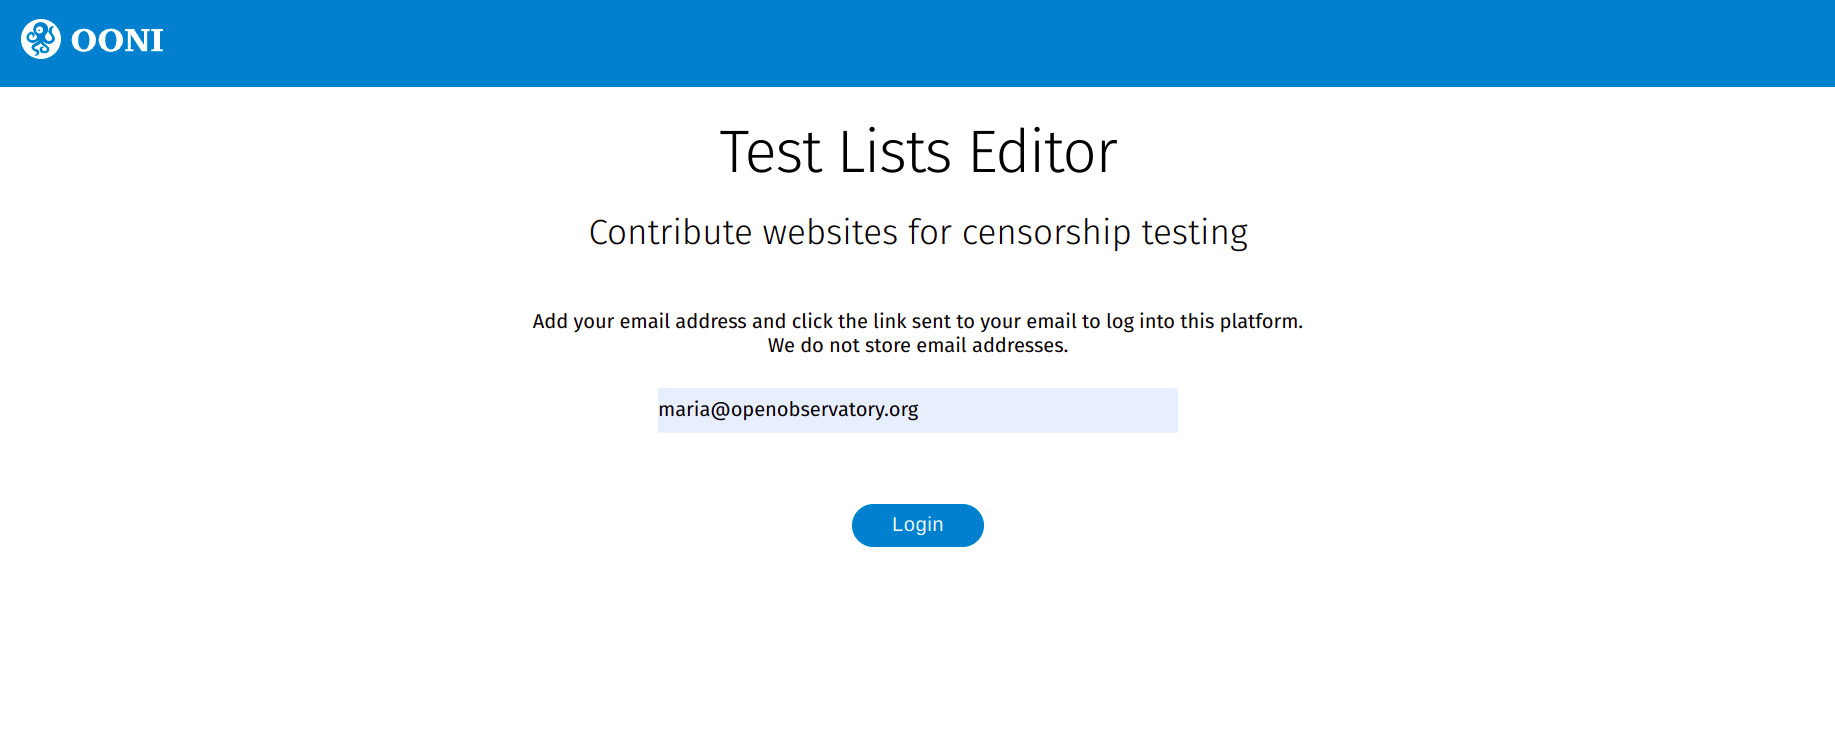 OONI
Test Lists Editor
Contribute websites for censorship testing
Add your email address and click the link sent to your email to log into this platform.
We do not store email addresses.
maria@openobservatory.org
Login